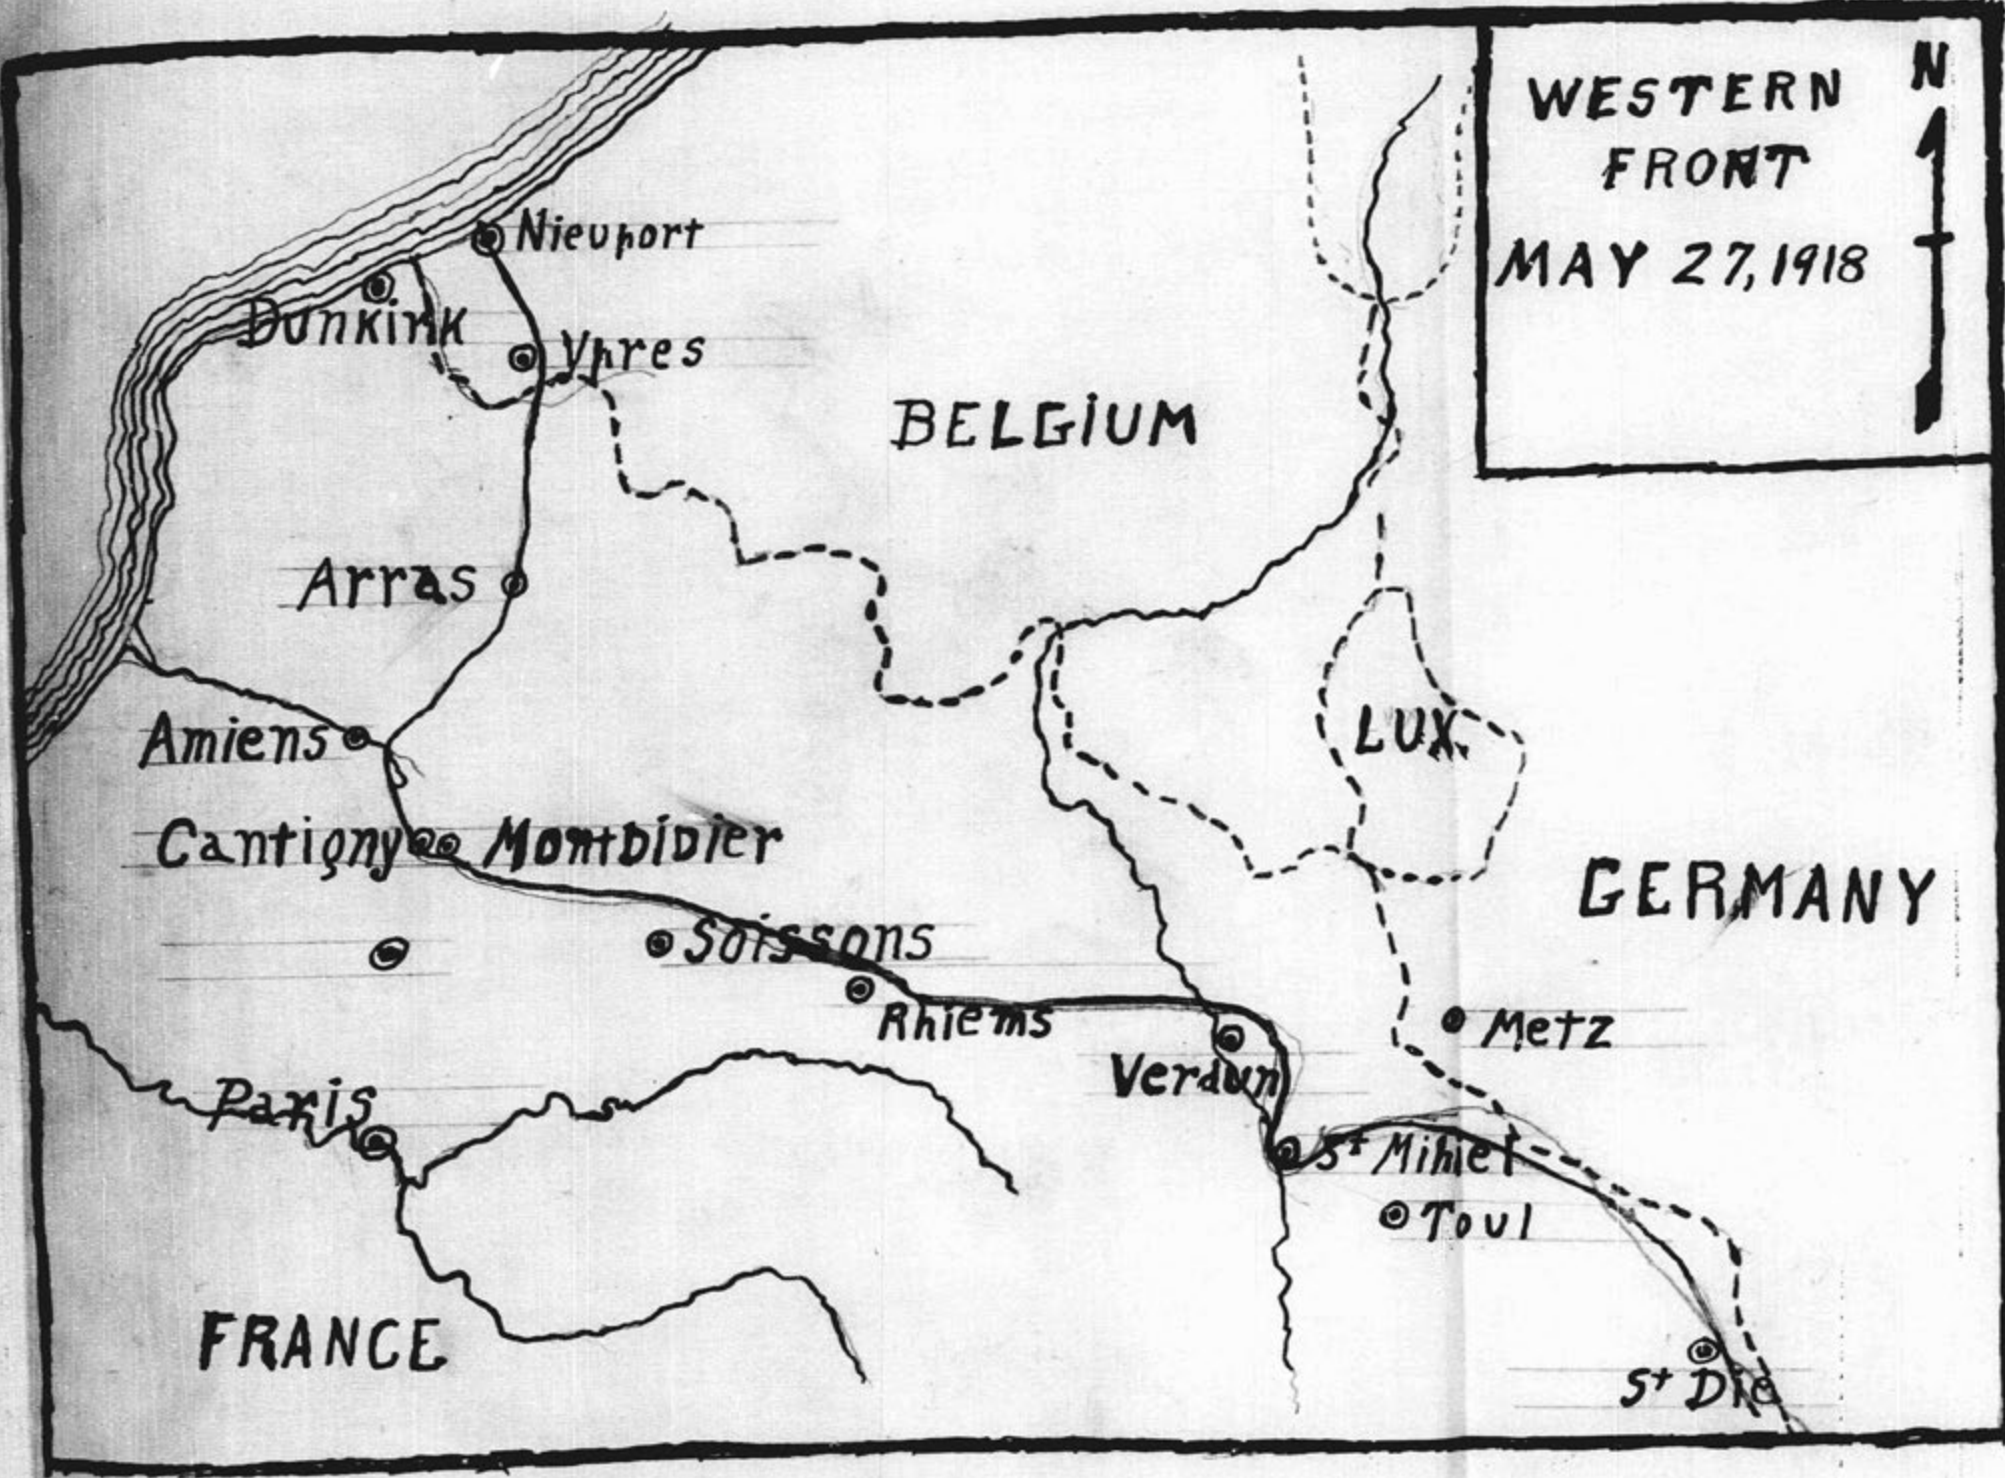 N
WESTERN
FRONT
MAY 27, 1918
Nieuport
Dunkirk
Ypres
BELGIUM
Arras
Amiens
LUX.
Cantigny
Montdidier
GERMANY
Soissons
Rhiems
Metz
Verdun
Paris
St Mihiel
Toul
FRANCE
St Die